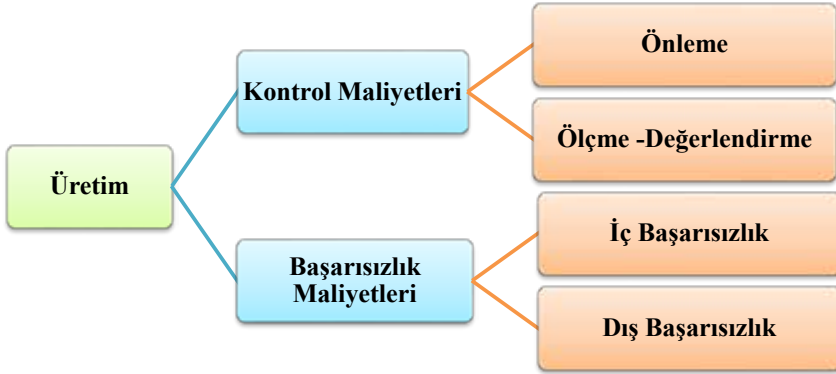 Üretim
Kontrol Maliyetleri
Önleme
Ölçme -Değerlendirme
Başarısızlık
Maliyetleri
İç Başarısızlık
Dış Başarısızlık